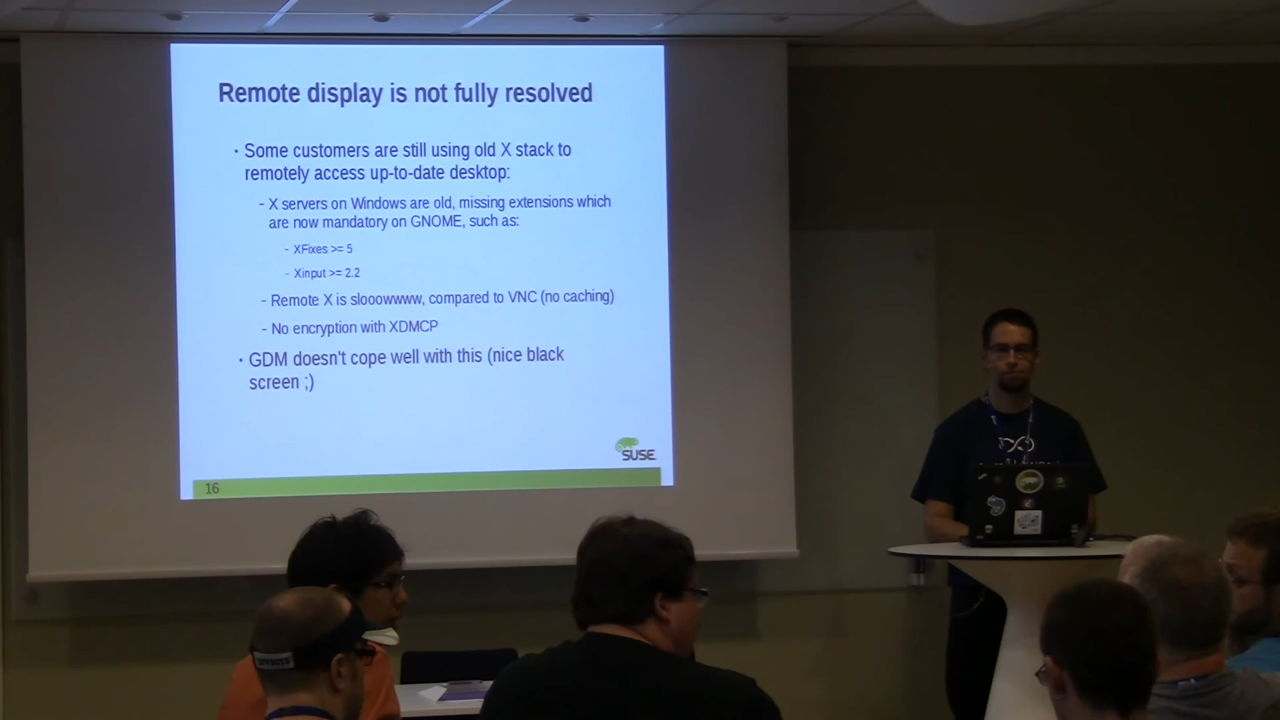 Remote display is not fully resolved
· Some customers are still using old X stack to
remotely access up-to-date desktop:
- X servers on Windows are old, missing extensions which
are now mandatory on GNOME, such as:
- XFixes >= 5
- Xinput >= 2.2
- Remote X is slooowwww, compared to VNC (no caching)
- No encryption with XDMCP
· GDM doesn't cope well with this (nice black
screen ;)
SUSE
16